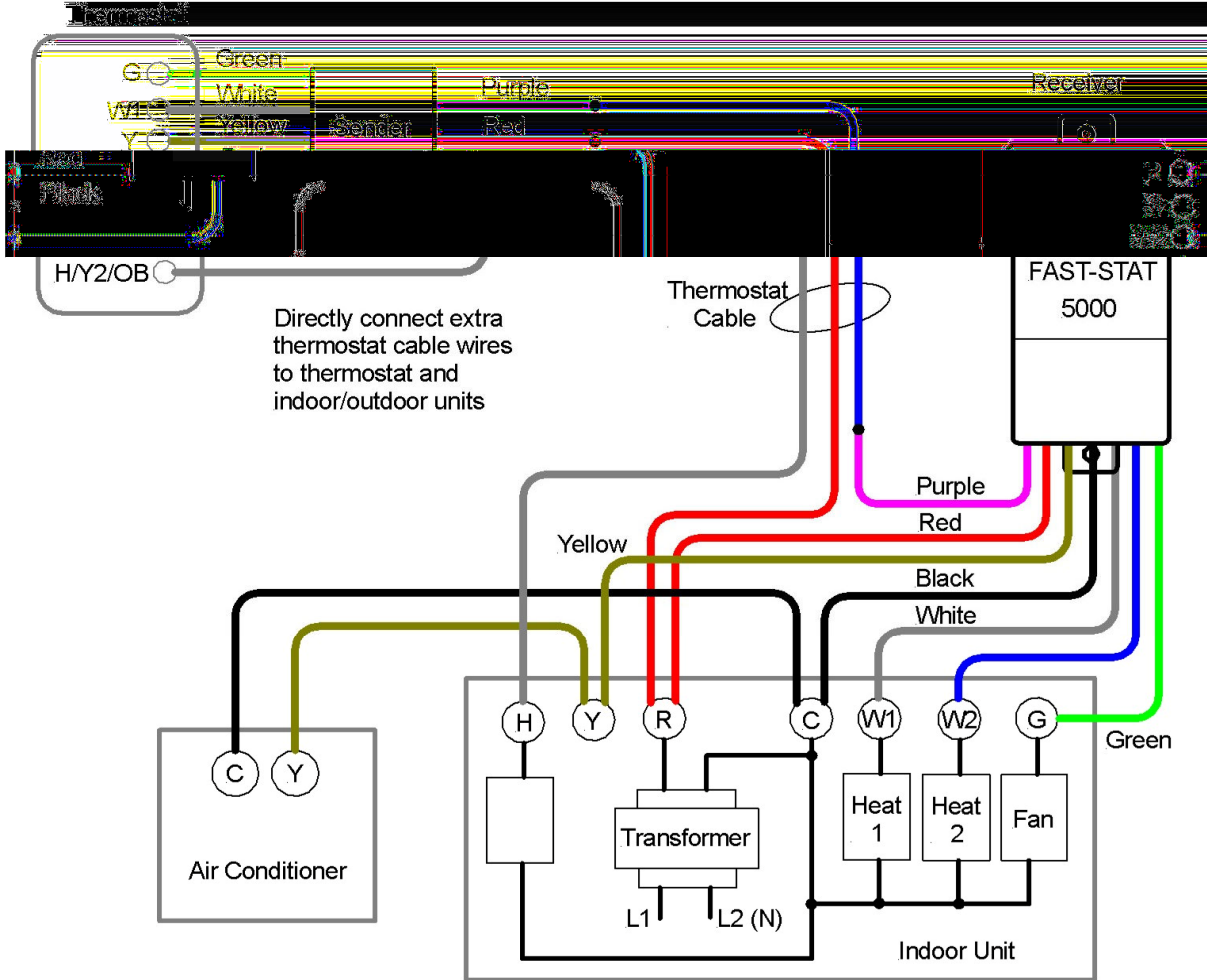 Thermostat
G
Green
W1
White
Y
Yellow
Sender
Purple
Red
Receiver
Red
Black
H/Y2/OB
Directly connect extra
thermostat cable wires
to thermostat and
indoor/outdoor units
Thermostat
Cable
FAST-STAT
5000
Purple
Red
Yellow
Black
White
Green
H
Y
R
C
W1
W2
G
C
Y
Air Conditioner
Transformer
L1
L2 (N)
Heat
1
Heat
2
Fan
Indoor Unit